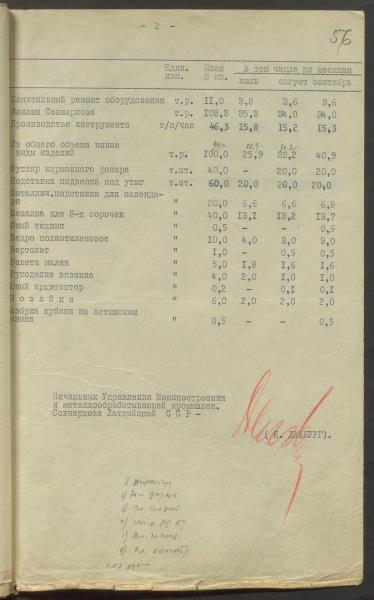 - 2 -
56
Един. изм. План Ш кв. В том числе по месяцам
июль август сентябрь
Капитальный ремонт оборудования т.р. 11,0 3,8 3,6 3,6
Заказы Совнархоза т.р. 103,3 35,3 34,0 34,0
Производство инструмента т/н/час 46,3 15,8 15,2 15,3
Из общего объема новые
виды изделий т.р. 100,0 25,9 33,2 40,9
Футляр карманного фонаря т.шт. 40,0 - 20,0 20,0
Подставка подвеска под утюг т.шт. 60,0 20,0 20,0 20,0
Металлич.подставка для календа-
ря " 20,0 6,6 6,6 6,8
Вешалка для 3-х сорочек " 40,0 13,1 13,2 13,7
Юный техник " 0,5 - - 0,5
Ведро полиэтиленовое " 10,0 4,0 3,0 3,0
Вертолет " 1,0 - 0,5 0,5
Ракета малая " 5,0 1,8 1,6 1,6
Рукоделие вязание " 4,0 2,0 1,0 1,0
Юный архитектор " 0,2 - 0,1 0,1
М о з а й к а " 6,0 2,0 2,0 2,0
Азбука кубики на латышском
языке " 0,5 - - 0,5
Начальник Управления Машиностроения
и металлообрабатывающей промышлен.
Совнархоза Латвийской С С Р -